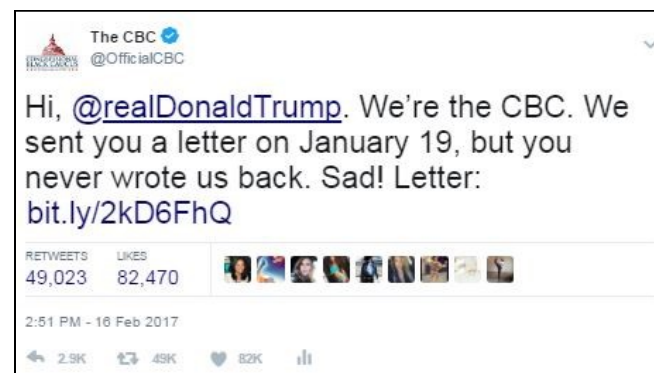 The CBC
@OfficialCBC
Hi, @realDonaldTrump. We're the CBC. We
sent you a letter on January 19, but you
never wrote us back. Sad! Letter:
bit.ly/2kD6FhQ
RETWEETS LIKES
49,023 82,470
2:51 PM - 16 Feb 2017
2.9K 49K 82K